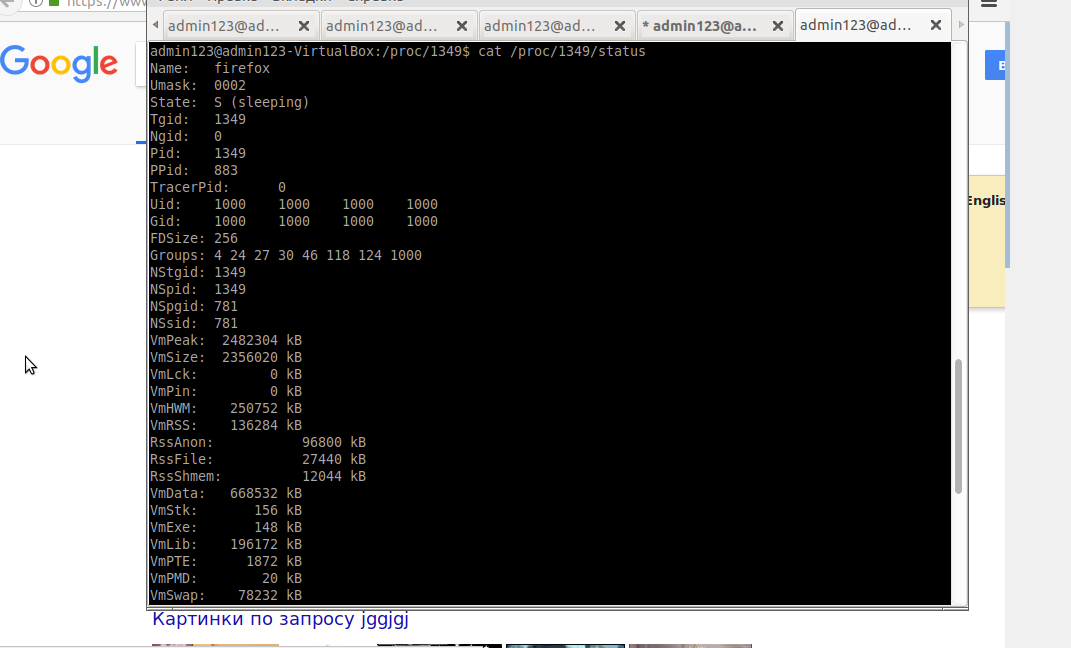 https://www
admin123@ad... admin123@ad... admin123@ad... * admin123@a... admin123@ad...
Google
admin123@admin123-VirtualBox:/proc/1349$ cat /proc/1349/status
Name: firefox
Umask: 0002
State: S (sleeping)
Tgid: 1349
Ngid: 0
Pid: 1349
PPid: 883
TracerPid: 0
Uid: 1000 1000 1000 1000
Gid: 1000 1000 1000 1000
FDSize: 256
Groups: 4 24 27 30 46 118 124 1000
NStgid: 1349
NSpid: 1349
NSpgid: 781
NSsid: 781
VmPeak: 2482304 kB
VmSize: 2356020 kB
VmLck: 0 kB
VmPin: 0 kB
VmHWM: 250752 kB
VmRSS: 136284 kB
RssAnon: 96800 kB
RssFile: 27440 kB
RssShmem: 12044 kB
VmData: 668532 kB
VmStk: 156 kB
VmExe: 148 kB
VmLib: 196172 kB
VmPTE: 1872 kB
VmPMD: 20 kB
VmSwap: 78232 kB
Englis
Картинки по запросу jggjgj